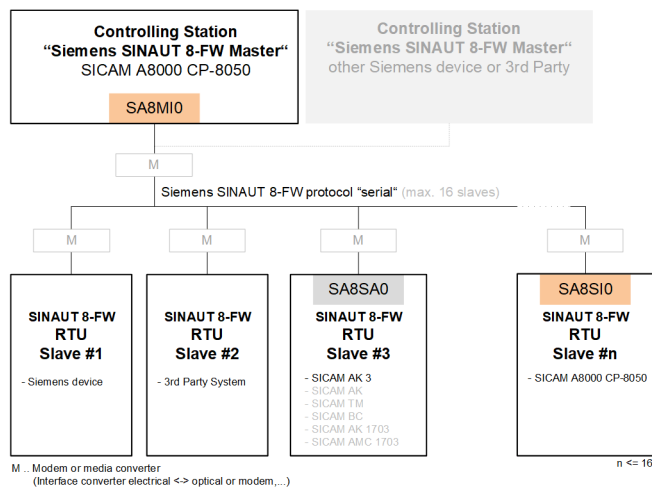 Controlling Station
“Siemens SINAUT 8-FW Master“
SICAM A8000 CP-8050
SA8MI0
Controlling Station
“Siemens SINAUT 8-FW Master“
other Siemens device or 3rd Party
M
Siemens SINAUT 8-FW protocol “serial“ (max. 16 slaves)
M
M
M
M
SINAUT 8-FW
RTU
Slave #1
- Siemens device
SINAUT 8-FW
RTU
Slave #2
- 3rd Party System
SA8SA0
SINAUT 8-FW
RTU
Slave #3
- SICAM AK 3
- SICAM AK
- SICAM TM
- SICAM BC
- SICAM AK 1703
- SICAM AMC 1703
SA8SI0
SINAUT 8-FW
RTU
Slave #n
- SICAM A8000 CP-8050
M .. Modem or media converter
(Interface converter electrical <-> optical or modem,...)
n <= 16